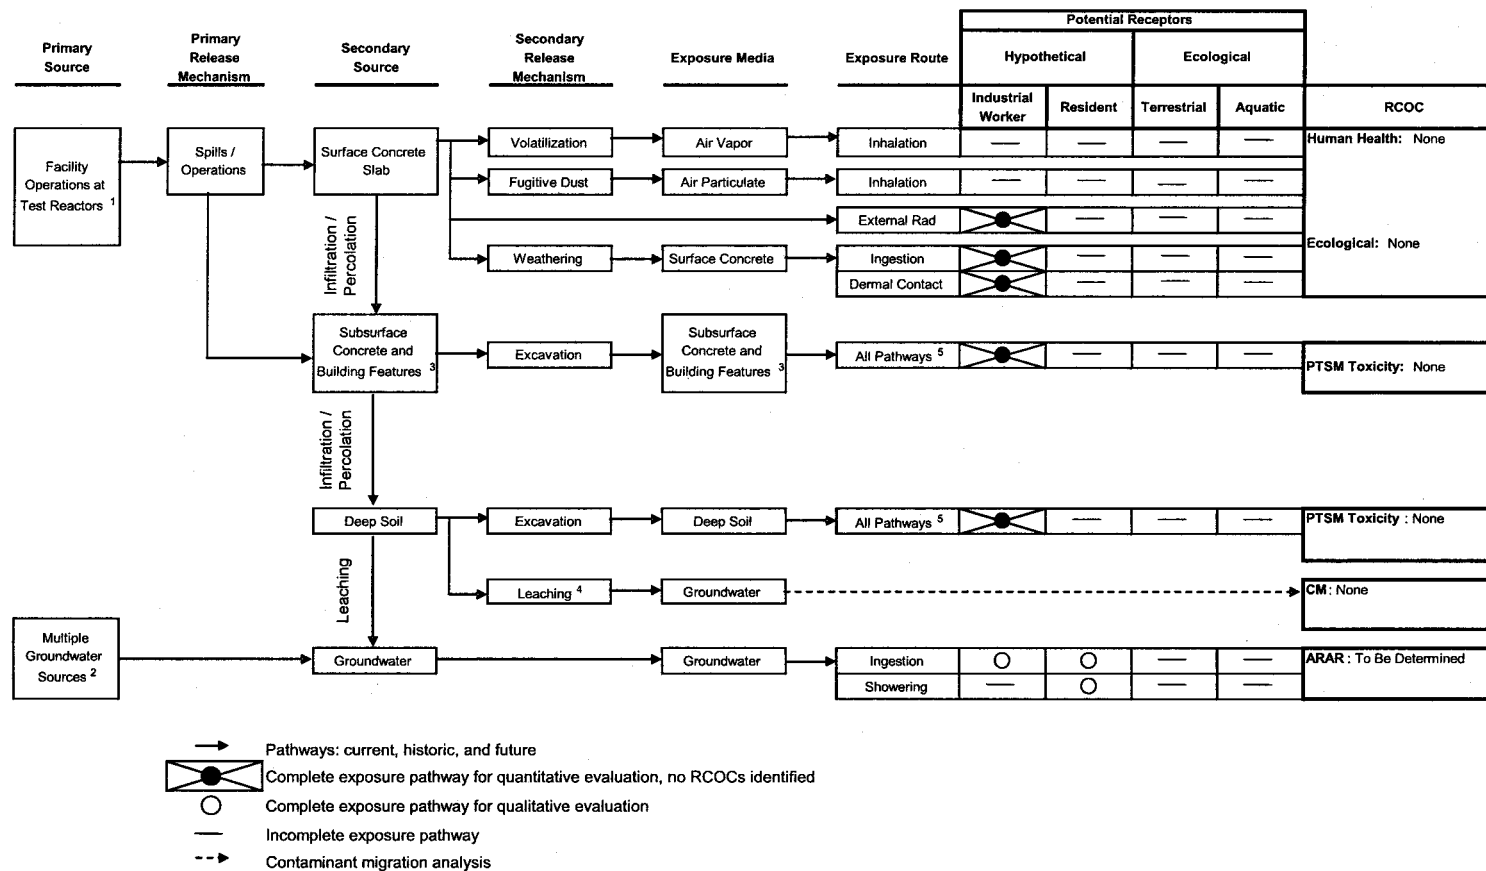 Potential Receptors
Primary
Source
Primary
Release
Mechanism
Secondary
Source
Secondary
Release
Mechanism
Exposure Media
Exposure Route
Hypothetical
Ecological
Industrial
Worker
Resident
Terrestrial
Aquatic
RCOC
Facility
Operations at
Test Reactors 1
Spills /
Operations
Surface Concrete
Slab
Volatilization
Air Vapor
Inhalation
Human Health: None
Fugitive Dust
Air Particulate
Inhalation
External Rad
Ecological: None
Weathering
Surface Concrete
Ingestion
Dermal Contact
Infiltration /
Percolation
Subsurface
Concrete and
Building Features 3
Excavation
Subsurface
Concrete and
Building Features 3
All Pathways 5
PTSM Toxicity: None
Infiltration /
Percolation
Deep Soil
Excavation
Deep Soil
All Pathways 5
PTSM Toxicity : None
Leaching
Leaching 4
Groundwater
CM: None
Multiple
Groundwater
Sources 2
Groundwater
Groundwater
Ingestion
Showering
ARAR : To Be Determined
Pathways: current, historic, and future
Complete exposure pathway for quantitative evaluation, no RCOCs identified
Complete exposure pathway for qualitative evaluation
Incomplete exposure pathway
Contaminant migration analysis